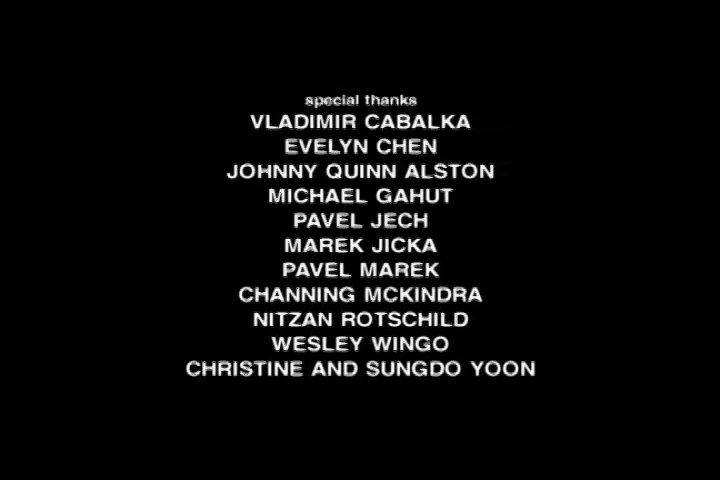 special thanks
VLADIMIR CABALKA
EVELYN CHEN
JOHNNY QUINN ALSTON
MICHAEL GAHUT
PAVEL JECH
MAREK JICKA
PAVEL MAREK
CHANNING MCKINDRA
NITZAN ROTSCHILD
WESLEY WINGO
CHRISTINE AND SUNGDO YOON